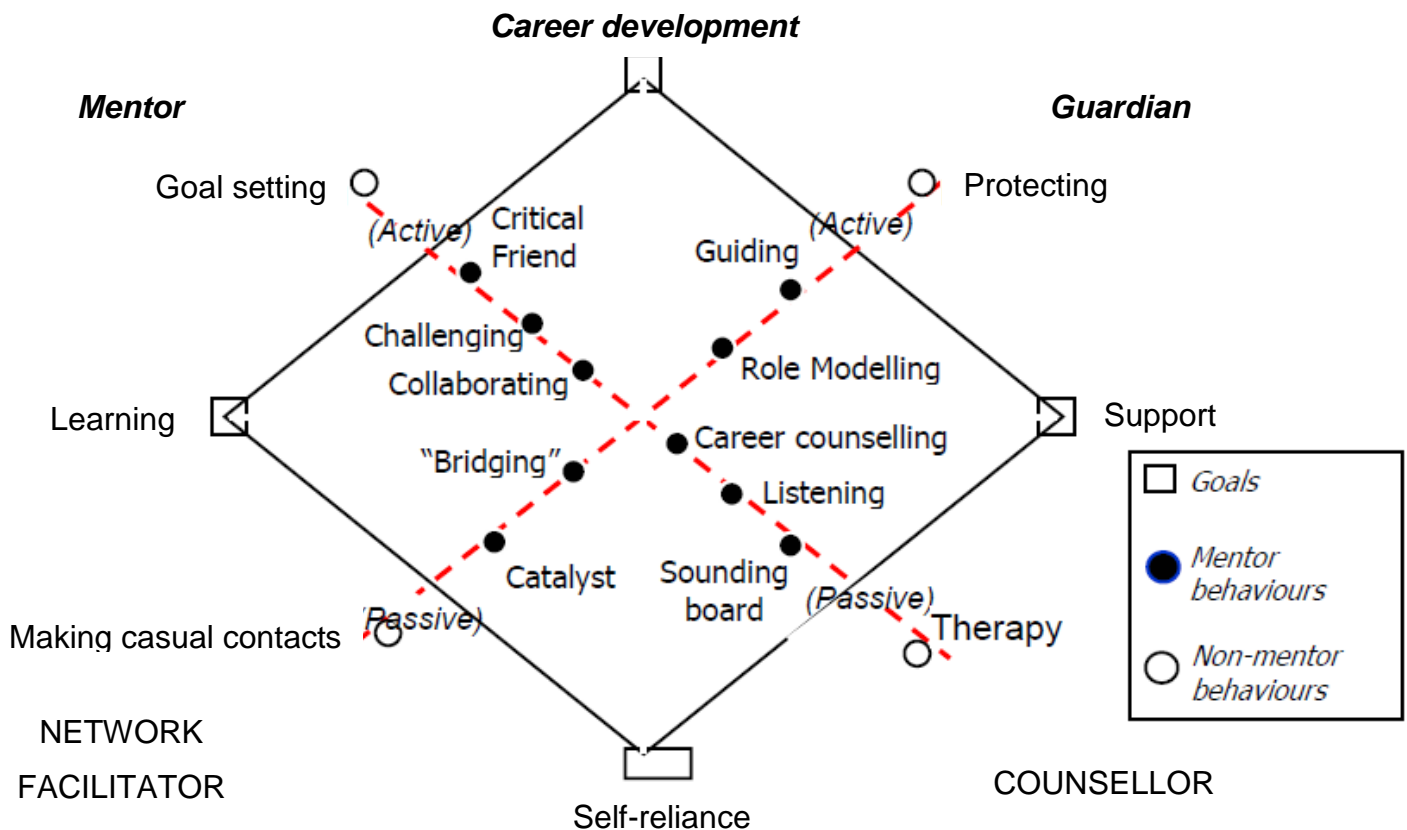 Career development
Mentor
Guardian
Goal setting
Protecting
(Active)
Critical
Friend
(Active)
Guiding
Challenging
Collaborating
Role Modelling
Learning
Support
Career counselling
“Bridging”
Listening
Catalyst
Sounding
board
(Passive)
(Passive)
Making casual contacts
Therapy
Goals
Mentor
behaviours
Non-mentor
behaviours
NETWORK
FACILITATOR
COUNSELLOR
Self-reliance